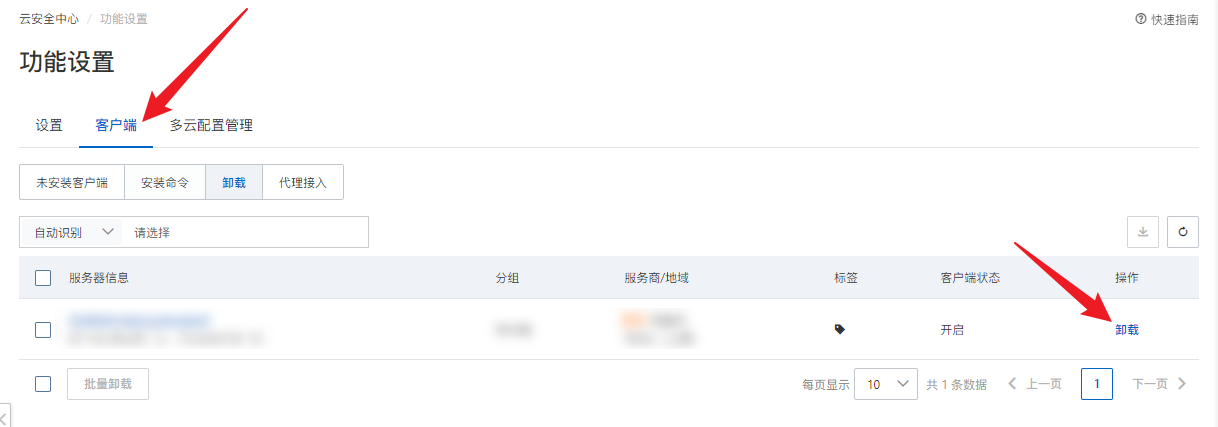 云安全中心 / 功能设置
快速指南
功能设置
设置 客户端 多云配置管理
未安装客户端 安装命令 卸载 代理接入
自动识别 请选择
服务器信息 分组 服务商/地域 标签 客户端状态 操作
开启 卸载
批量卸载 每页显示 10 共 1 条数据 上一页 1 下一页